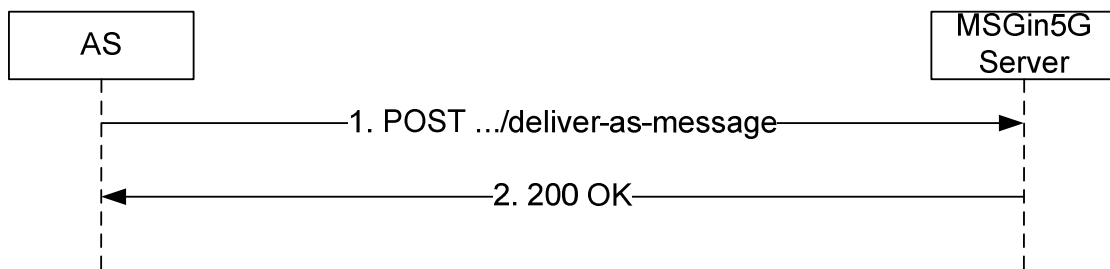 AS
MSGin5G
Server
1. POST .../deliver-as-message
2. 200 OK